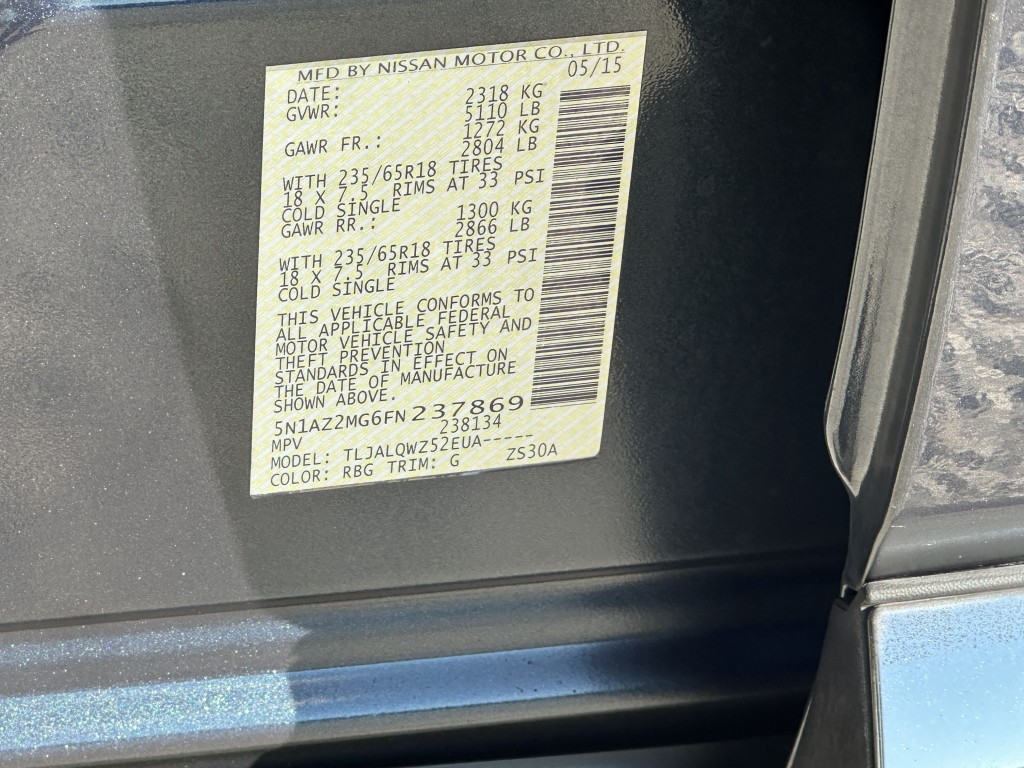 MFD BY NISSAN MOTOR CO., LTD.
DATE: 05/15
GVWR: 2318 KG
5110 LB
GAWR FR.: 1272 KG
2804 LB
WITH 235/65R18 TIRES
18 X 7.5 RIMS AT 33 PSI
COLD SINGLE
GAWR RR.: 1300 KG
2866 LB
WITH 235/65R18 TIRES
18 X 7.5 RIMS AT 33 PSI
COLD SINGLE
THIS VEHICLE CONFORMS TO
ALL APPLICABLE FEDERAL
MOTOR VEHICLE SAFETY AND
THEFT PREVENTION
STANDARDS IN EFFECT ON
THE DATE OF MANUFACTURE
SHOWN ABOVE.
5N1AZ2MG6FN237869
MPV 238134
MODEL: TLJALQWZ52EUA-----
COLOR: RBG TRIM: G ZS30A